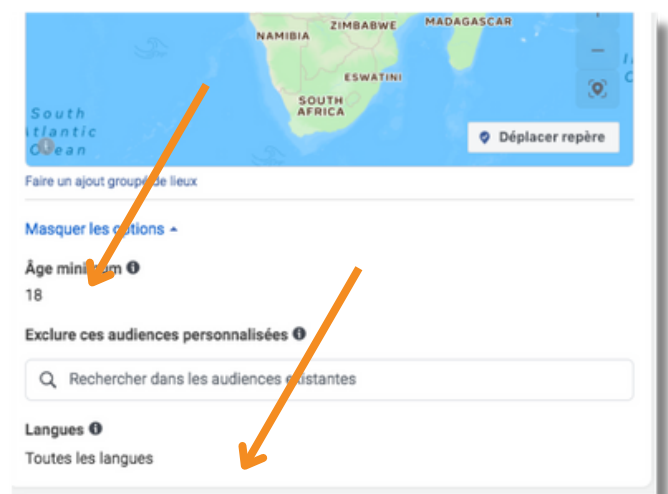 NAMIBIA
ZIMBABWE
MADAGASCAR
ESWATINI
SOUTH
AFRICA
South
Ocean
Déplacer repère
Faire un ajout groupé de lieux
Masquer les options
Âge minimum
18
Exclure ces audiences personnalisées
Rechercher dans les audiences existantes
Langues
Toutes les langues